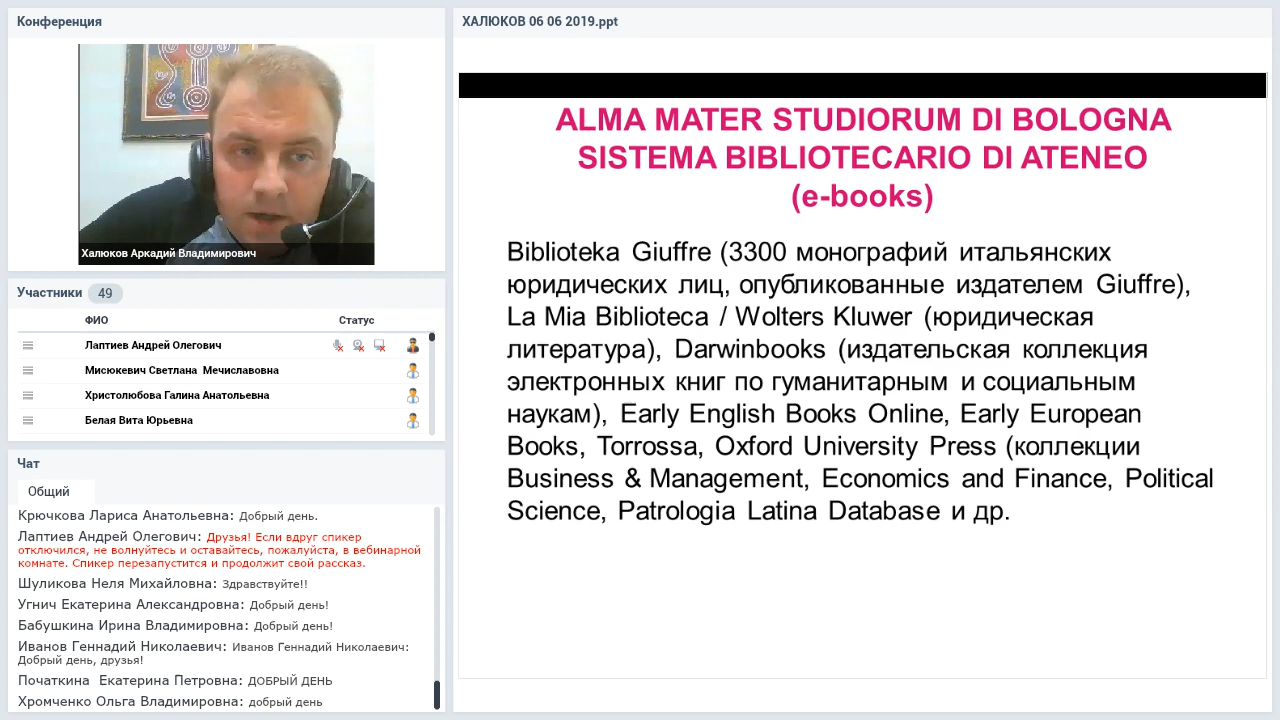 Конференция
Халюков Аркадий Владимирович
Участники 49
ФИО Статус
Лаптиев Андрей Олегович
Мисюкевич Светлана Мечиславовна
Христолюбова Галина Анатольевна
Белая Вита Юрьевна
Чат
Общий
Крючкова Лариса Анатольевна: Добрый день.
Лаптиев Андрей Олегович: Друзья! Если вдруг спикер
отключился, не волнуйтесь и оставайтесь, пожалуйста, в вебинарной
комнате. Спикер перезапустится и продолжит свой рассказ.
Шуликова Неля Михайловна: Здравствуйте!!
Угнич Екатерина Александровна: Добрый день!
Бабушкина Ирина Владимировна: Добрый день!
Иванов Геннадий Николаевич: Иванов Геннадий Николаевич:
Добрый день, друзья!
Початкина Екатерина Петровна: ДОБРЫЙ ДЕНЬ
Хромченко Ольга Владимировна: добрый день
ХАЛЮКОВ 06 06 2019.ppt
ALMA MATER STUDIORUM DI BOLOGNA
SISTEMA BIBLIOTECARIO DI ATENEO
(e-books)
Biblioteka Giuffre (3300 монографий итальянских
юридических лиц, опубликованные издателем Giuffre),
La Mia Biblioteca / Wolters Kluwer (юридическая
литература), Darwinbooks (издательская коллекция
электронных книг по гуманитарным и социальным
наукам), Early English Books Online, Early European
Books, Torrossa, Oxford University Press (коллекции
Business & Management, Economics and Finance, Political
Science, Patrologia Latina Database и др.